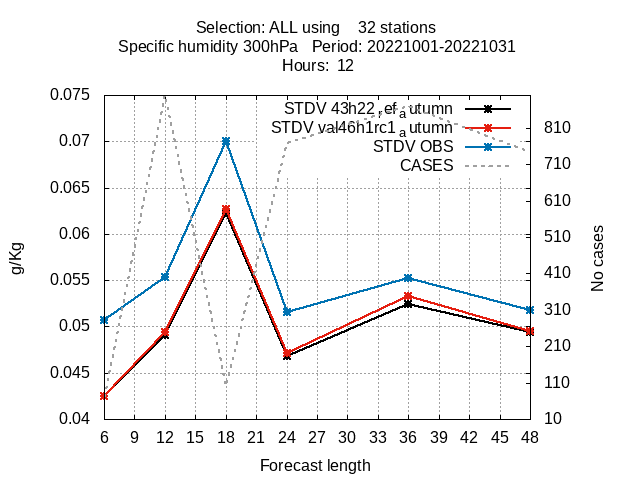 Selection: ALL using    32 stations
Specific humidity 300hPa   Period: 20221001-20221031
Hours:  12
STDV 43h22_ref_autumn
STDV val46h1rc1_autumn
STDV OBS
CASES
0.075
0.07
0.065
0.06
0.055
0.05
0.045
0.04
g/Kg
810
710
610
510
410
310
210
110
10
No cases
6 9 12 15 18 21 24 27 30 33 36 39 42 45 48
Forecast length